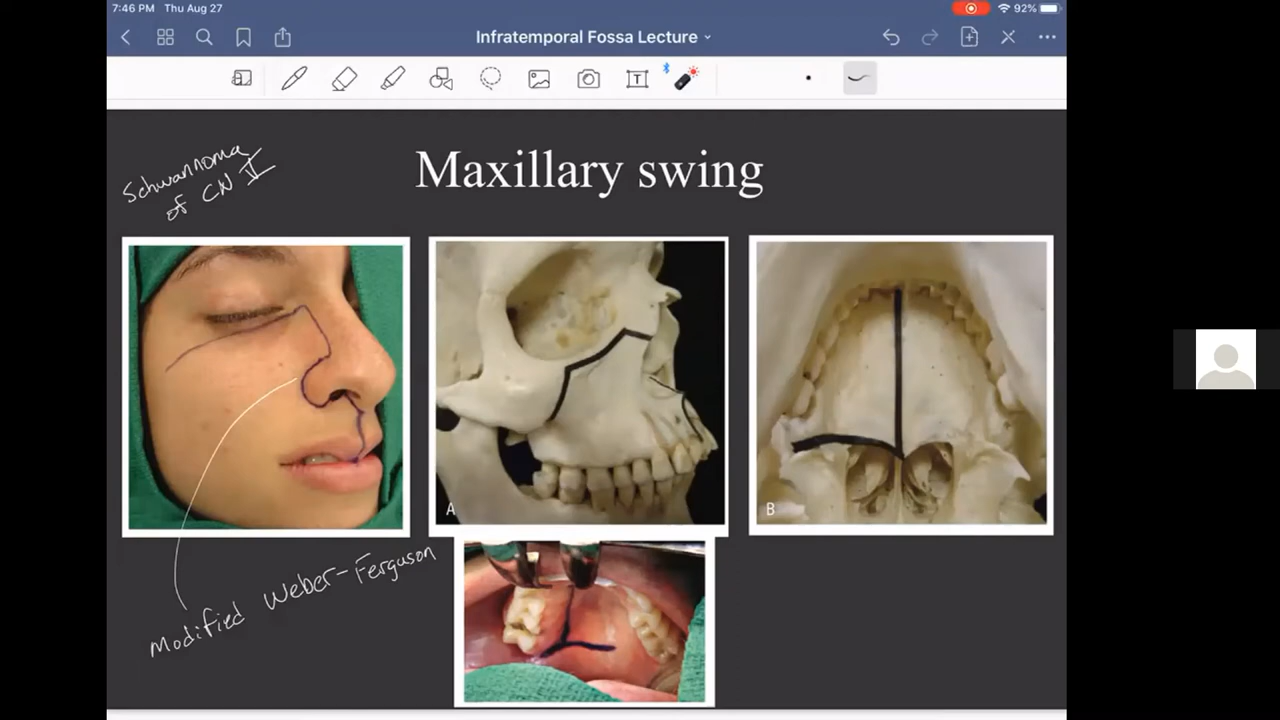 7:46 PM Thu Aug 27
92%
Infratemporal Fossa Lecture
T
Maxillary swing
Schwannoma
of CN V
A
B
Modified Weber-Ferguson